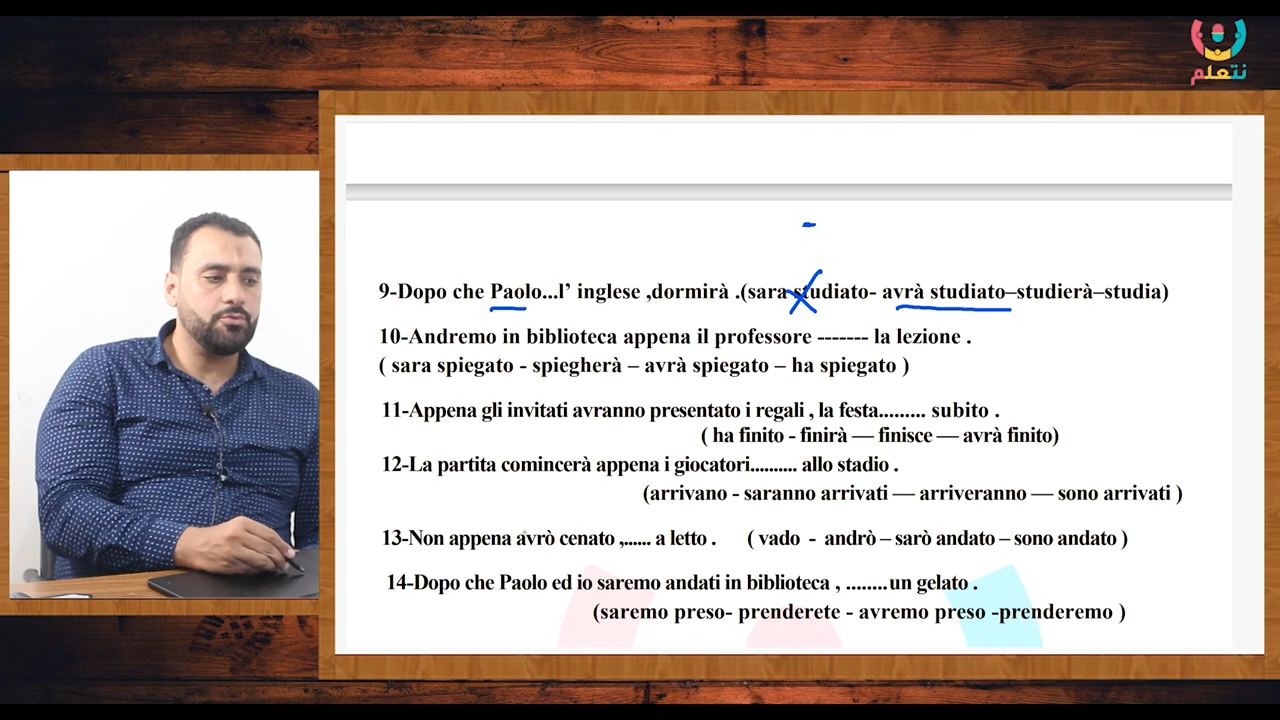 نتعلم
9-Dopo che Paolo...l’ inglese ,dormirà .(sara studiato- avrà studiato–studierà–studia)
10-Andremo in biblioteca appena il professore ------- la lezione .
( sara spiegato - spiegherà – avrà spiegato – ha spiegato )
11-Appena gli invitati avranno presentato i regali , la festa......... subito .
( ha finito - finirà — finisce — avrà finito)
12-La partita comincerà appena i giocatori.......... allo stadio .
(arrivano - saranno arrivati — arriveranno — sono arrivati )
13-Non appena avrò cenato ,...... a letto . ( vado - andrò – sarò andato – sono andato )
14-Dopo che Paolo ed io saremo andati in biblioteca , ........un gelato .
(saremo preso- prenderete - avremo preso -prenderemo )